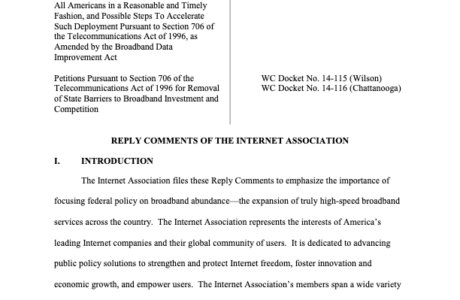 All Americans in a Reasonable and Timely
Fashion, and Possible Steps To Accelerate
Such Deployment Pursuant to Section 706 of
the Telecommunications Act of 1996, as
Amended by the Broadband Data
Improvement Act
Petitions Pursuant to Section 706 of the
Telecommunications Act of 1996 for Removal
of State Barriers to Broadband Investment and
Competition
WC Docket No. 14-115 (Wilson)
WC Docket No. 14-116 (Chattanooga)
REPLY COMMENTS OF THE INTERNET ASSOCIATION
I. INTRODUCTION
The Internet Association files these Reply Comments to emphasize the importance of
focusing federal policy on broadband abundance—the expansion of truly high-speed broadband
services across the country. The Internet Association represents the interests of America's
leading Internet companies and their global community of users. It is dedicated to advancing
public policy solutions to strengthen and protect Internet freedom, foster innovation and
economic growth, and empower users. The Internet Association's members span a wide variety